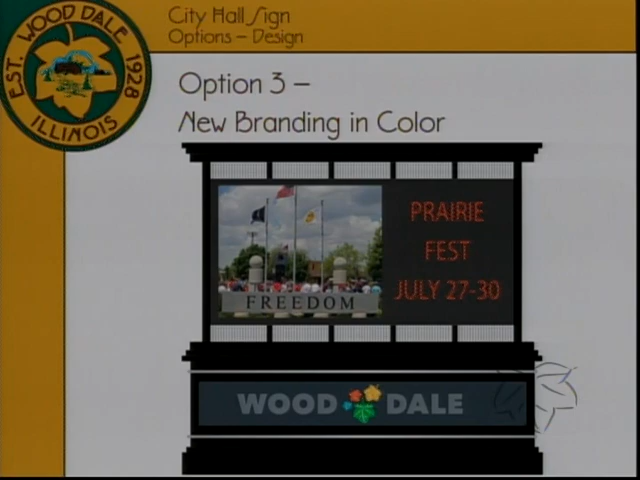 WOOD DALE
EST. 1928
ILLINOIS
City Hall Sign
Options – Design
Option 3 –
New Branding in Color
FREEDOM
PRAIRIE
FEST
JULY 27-30
WOOD DALE